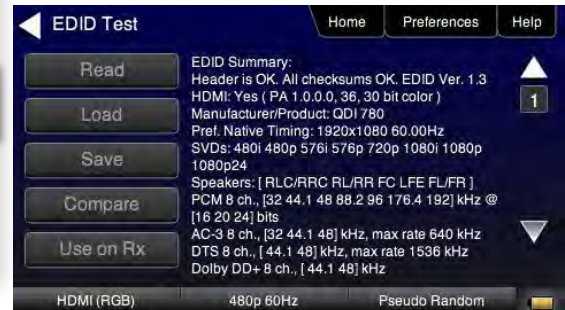 EDID Test
Home
Preferences
Help
Read
Load
Save
Compare
Use on Rx
EDID Summary:
Header is OK. All checksums OK. EDID Ver. 1.3
HDMI: Yes ( PA 1.0.0.0, 36, 30 bit color )
Manufacturer/Product: QDI 780
Pref. Native Timing: 1920x1080 60.00Hz
SVDs: 480i 480p 576i 576p 720p 1080i 1080p
1080p24
Speakers: [ RLC/RRC RL/RR FC LFE FL/FR ]
PCM 8 ch., [32 44.1 48 88.2 96 176.4 192] kHz @
[16 20 24] bits
AC-3 8 ch., [32 44.1 48] kHz, max rate 640 kHz
DTS 8 ch., [ 44.1 48] kHz, max rate 1536 kHz
Dolby DD+ 8 ch., [ 44.1 48] kHz
1
HDMI (RGB)
480p 60Hz
Pseudo Random